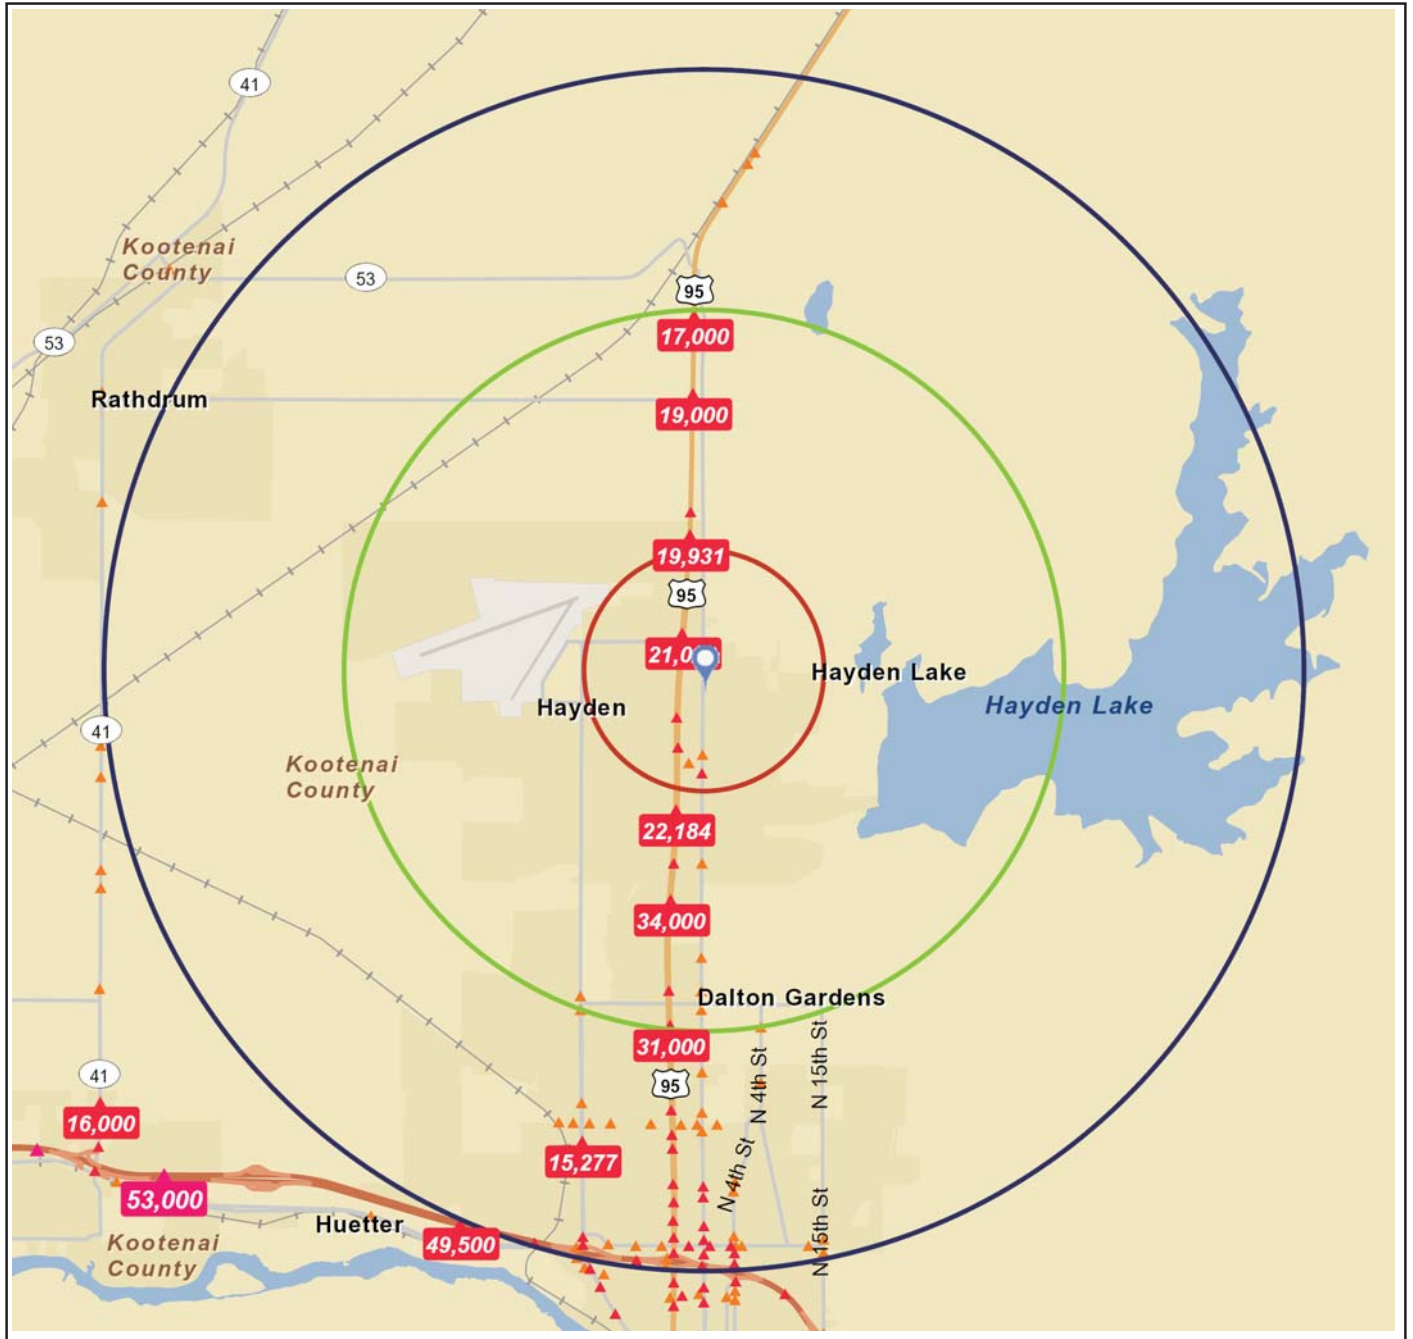 41
Kootenai
County
53
95
53
17,000
Rathdrum
19,000
19,931
95
Hayden Lake
Hayden Lake
Hayden
41
Kootenai
County
22,184
34,000
Dalton Gardens
31,000
N 4th St
N 15th St
41
95
16,000
15,277
N 4th St
53,000
N 15th St
Huetter
49,500
Kootenai
County